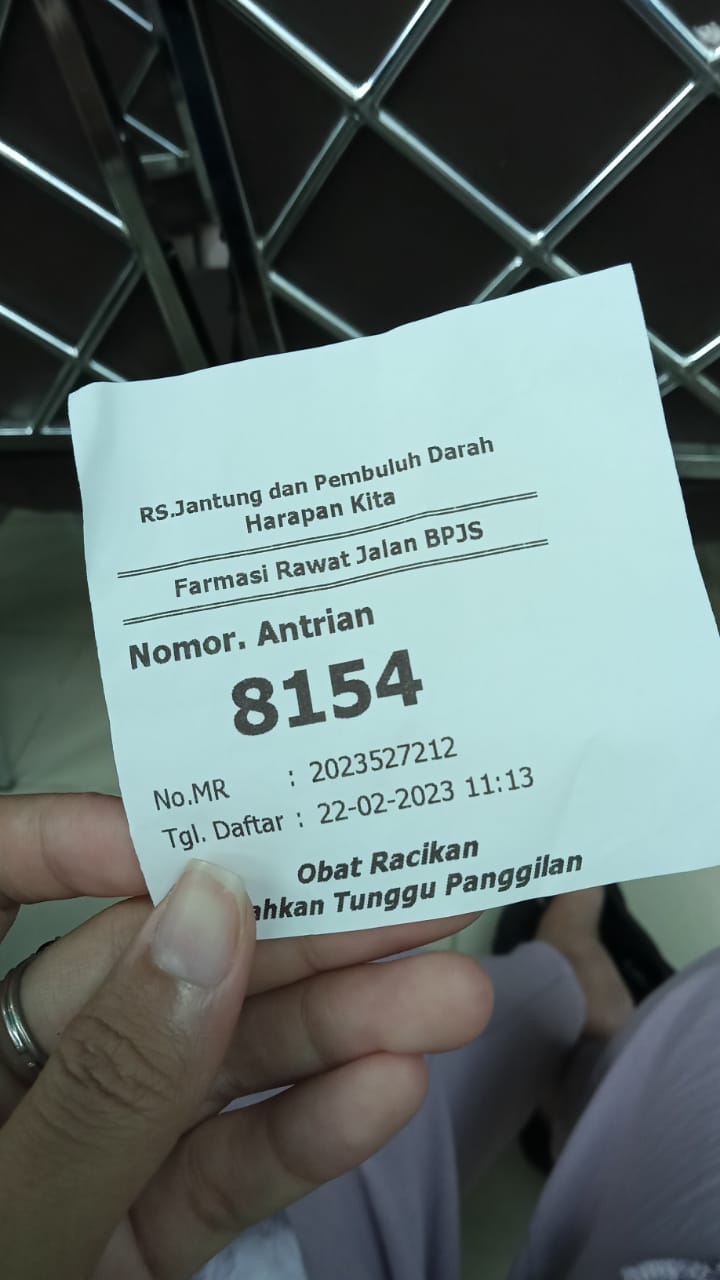 RS.Jantung dan Pembuluh Darah
Harapan Kita
Farmasi Rawat Jalan BPJS
Nomor. Antrian
8154
No.MR : 2023527212
Tgl. Daftar : 22-02-2023 11:13
Obat Racikan
Tunggu Panggilan